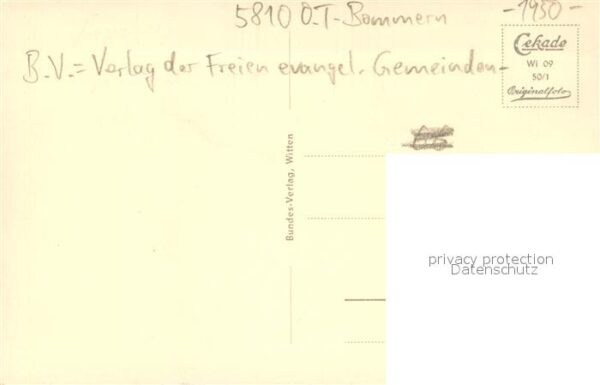 5810 O.T-Bommern
-1950-
B.V.= Verlag der Freien evangel. Gemeinden-
Cekade
Wi 09
50/1
Originalfoto
Bundes-Verlag, Witten
privacy protection
Datenschutz